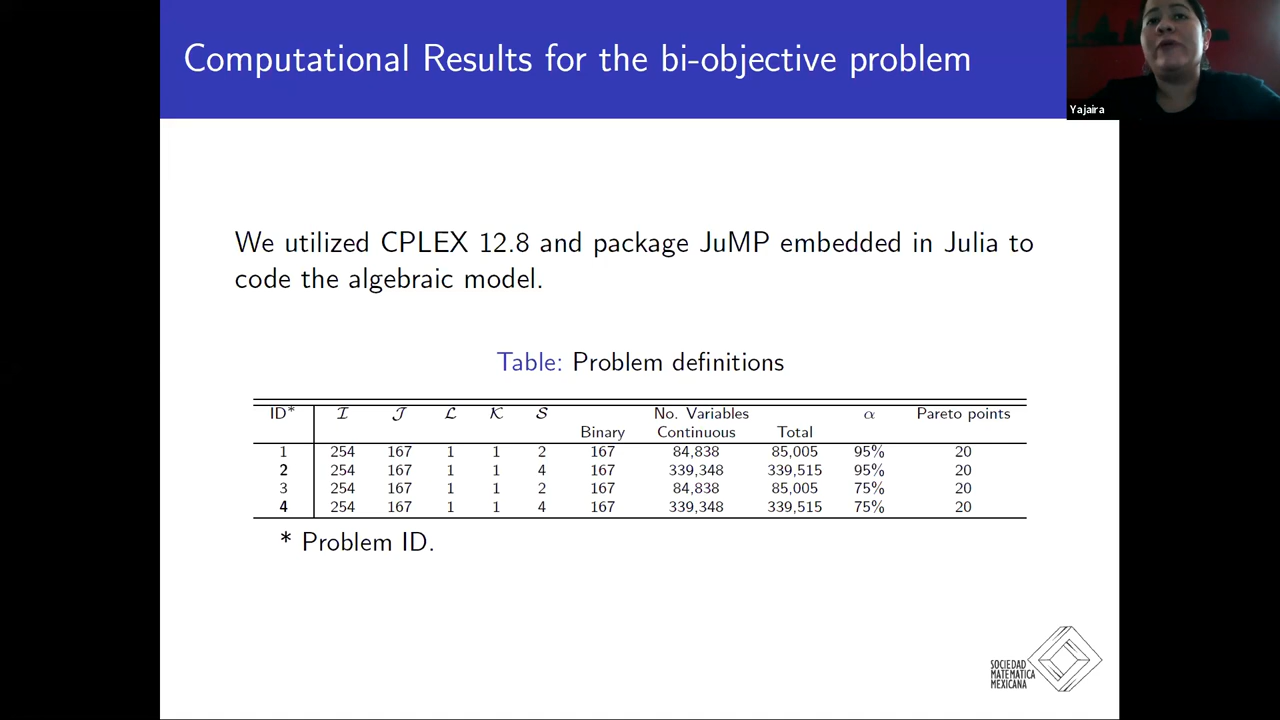 Computational Results for the bi-objective problem
Yajaira
We utilized CPLEX 12.8 and package JuMP embedded in Julia to
code the algebraic model.
Table: Problem definitions
ID* ℐ 𝒥 ℒ 𝒦 𝒮 No. Variables α Pareto points
Binary Continuous Total
1 254 167 1 1 2 167 84,838 85,005 95% 20
2 254 167 1 1 4 167 339,348 339,515 95% 20
3 254 167 1 1 2 167 84,838 85,005 75% 20
4 254 167 1 1 4 167 339,348 339,515 75% 20
* Problem ID.
SOCIEDAD
MATEMATICA
MEXICANA